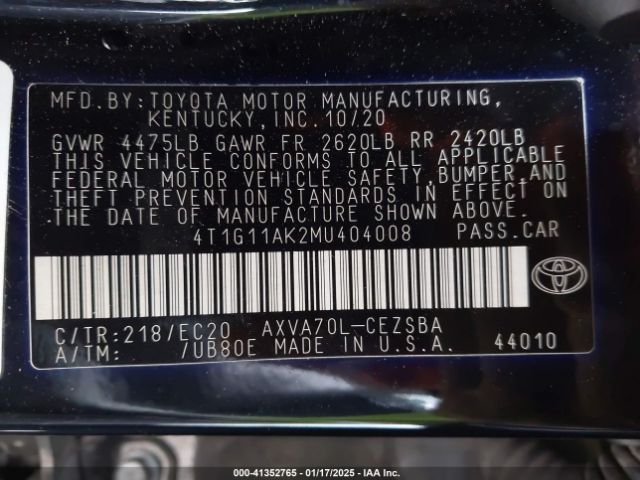 MFD.BY:TOYOTA MOTOR MANUFACTURING,
KENTUCKY,INC.10/20
GVWR 4475LB GAWR FR 2620LB RR 2420LB
THIS VEHICLE CONFORMS TO ALL APPLICABLE
FEDERAL MOTOR VEHICLE SAFETY,BUMPER,AND
THEFT PREVENTION STANDARDS IN EFFECT ON
THE DATE OF MANUFACTURE SHOWN ABOVE.
4T1G11AK2MU404008 PASS.CAR
C/TR:218/EC20 AXVA70L-CEZSBA
A/TM: /UB80E MADE IN U.S.A. 44010
000-41352765 - 01/17/2025 - IAA Inc.